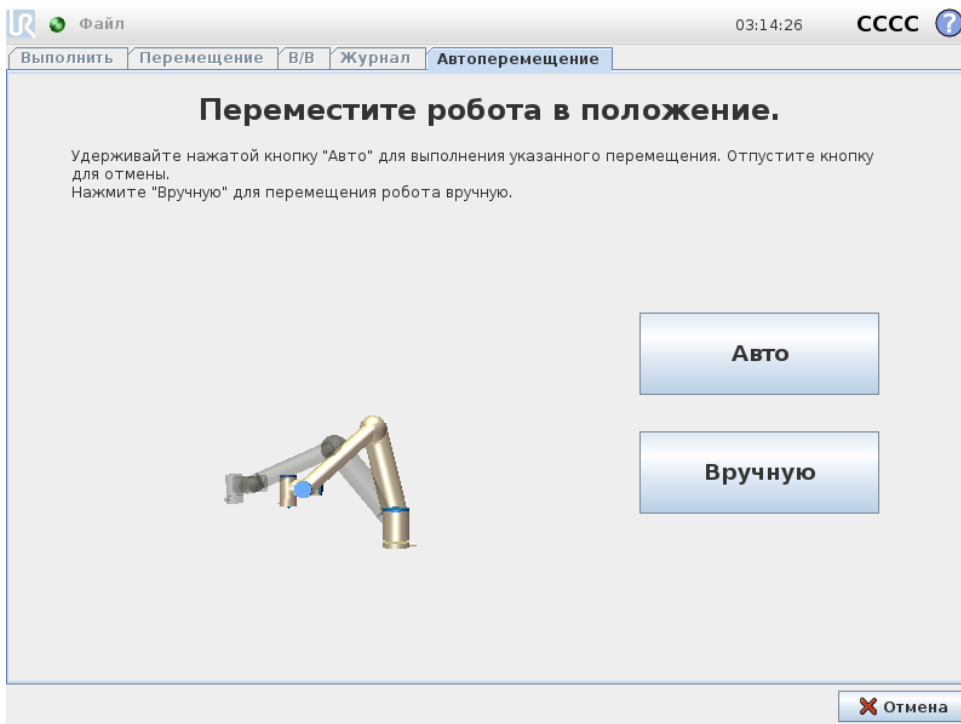 UR Файл 03:14:26 CCCC ?
Выполнить Перемещение В/В Журнал Автоперемещение
Переместите робота в положение.
Удерживайте нажатой кнопку "Авто" для выполнения указанного перемещения. Отпустите кнопку
для отмены.
Нажмите "Вручную" для перемещения робота вручную.
Авто
Вручную
Отмена